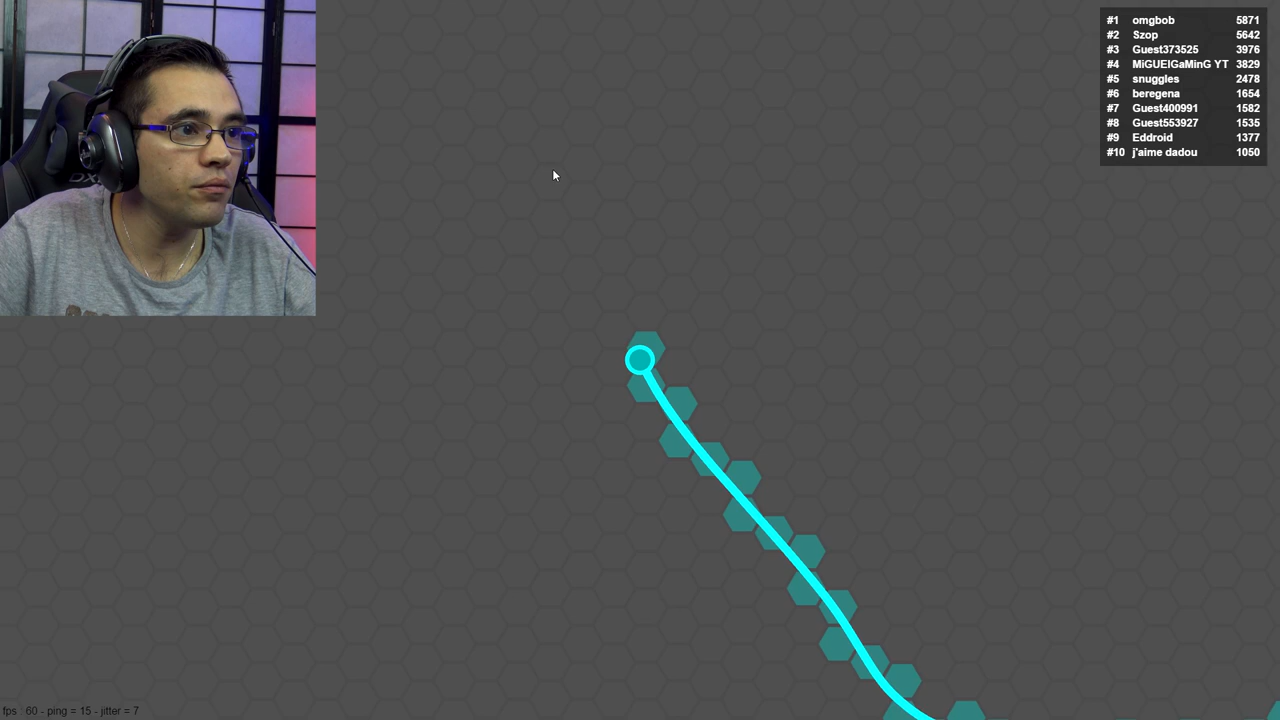 #1 omgbob 5871
#2 Szop 5642
#3 Guest373525 3976
#4 MiGUElGaMinG YT 3829
#5 snuggles 2478
#6 beregena 1654
#7 Guest400991 1582
#8 Guest553927 1535
#9 Eddroid 1377
#10 j'aime dadou 1050
DX
fps : 60 - ping = 15 - jitter = 7